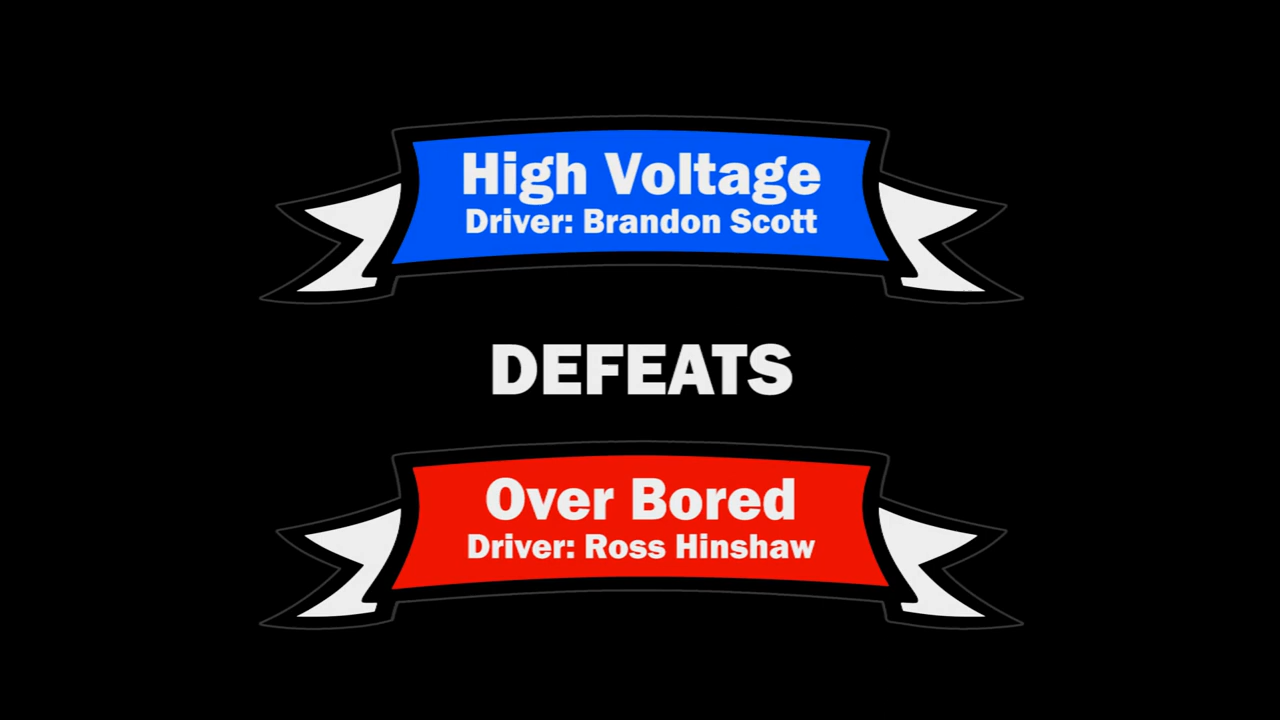 High Voltage
Driver: Brandon Scott
DEFEATS
Over Bored
Driver: Ross Hinshaw